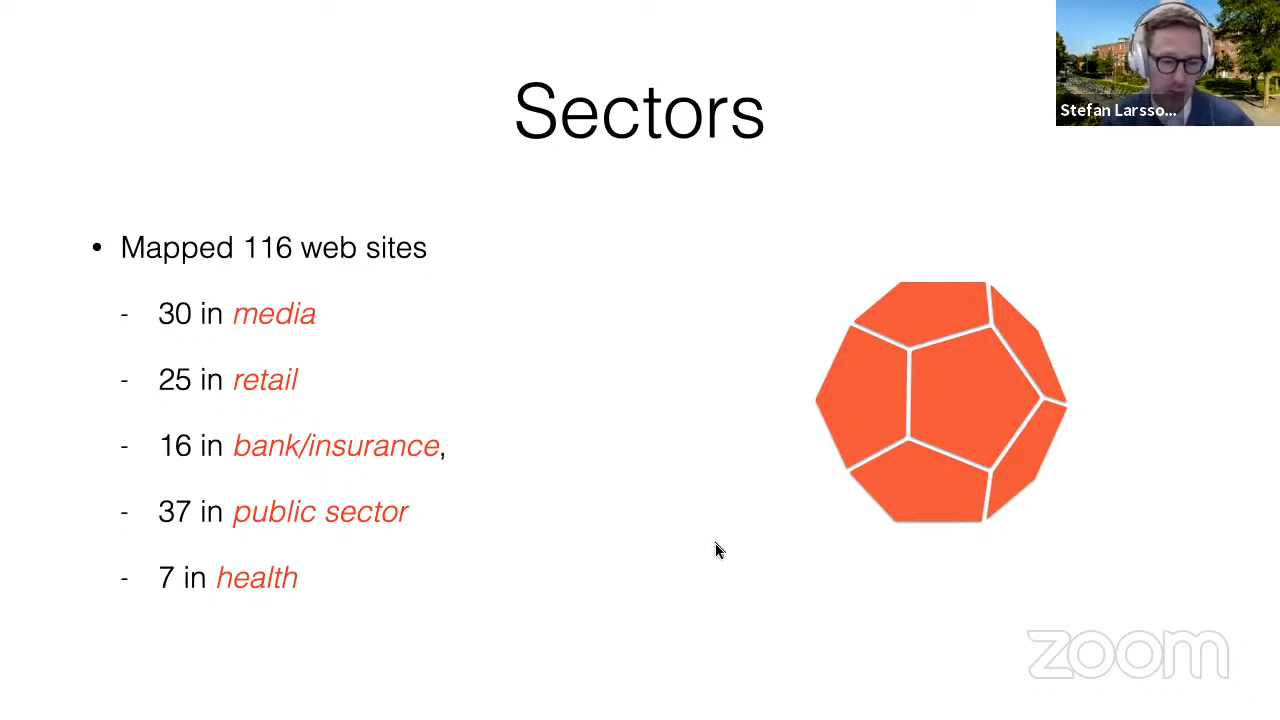 Sectors
Stefan Larsso...
• Mapped 116 web sites
- 30 in media
- 25 in retail
- 16 in bank/insurance,
- 37 in public sector
- 7 in health
zoom